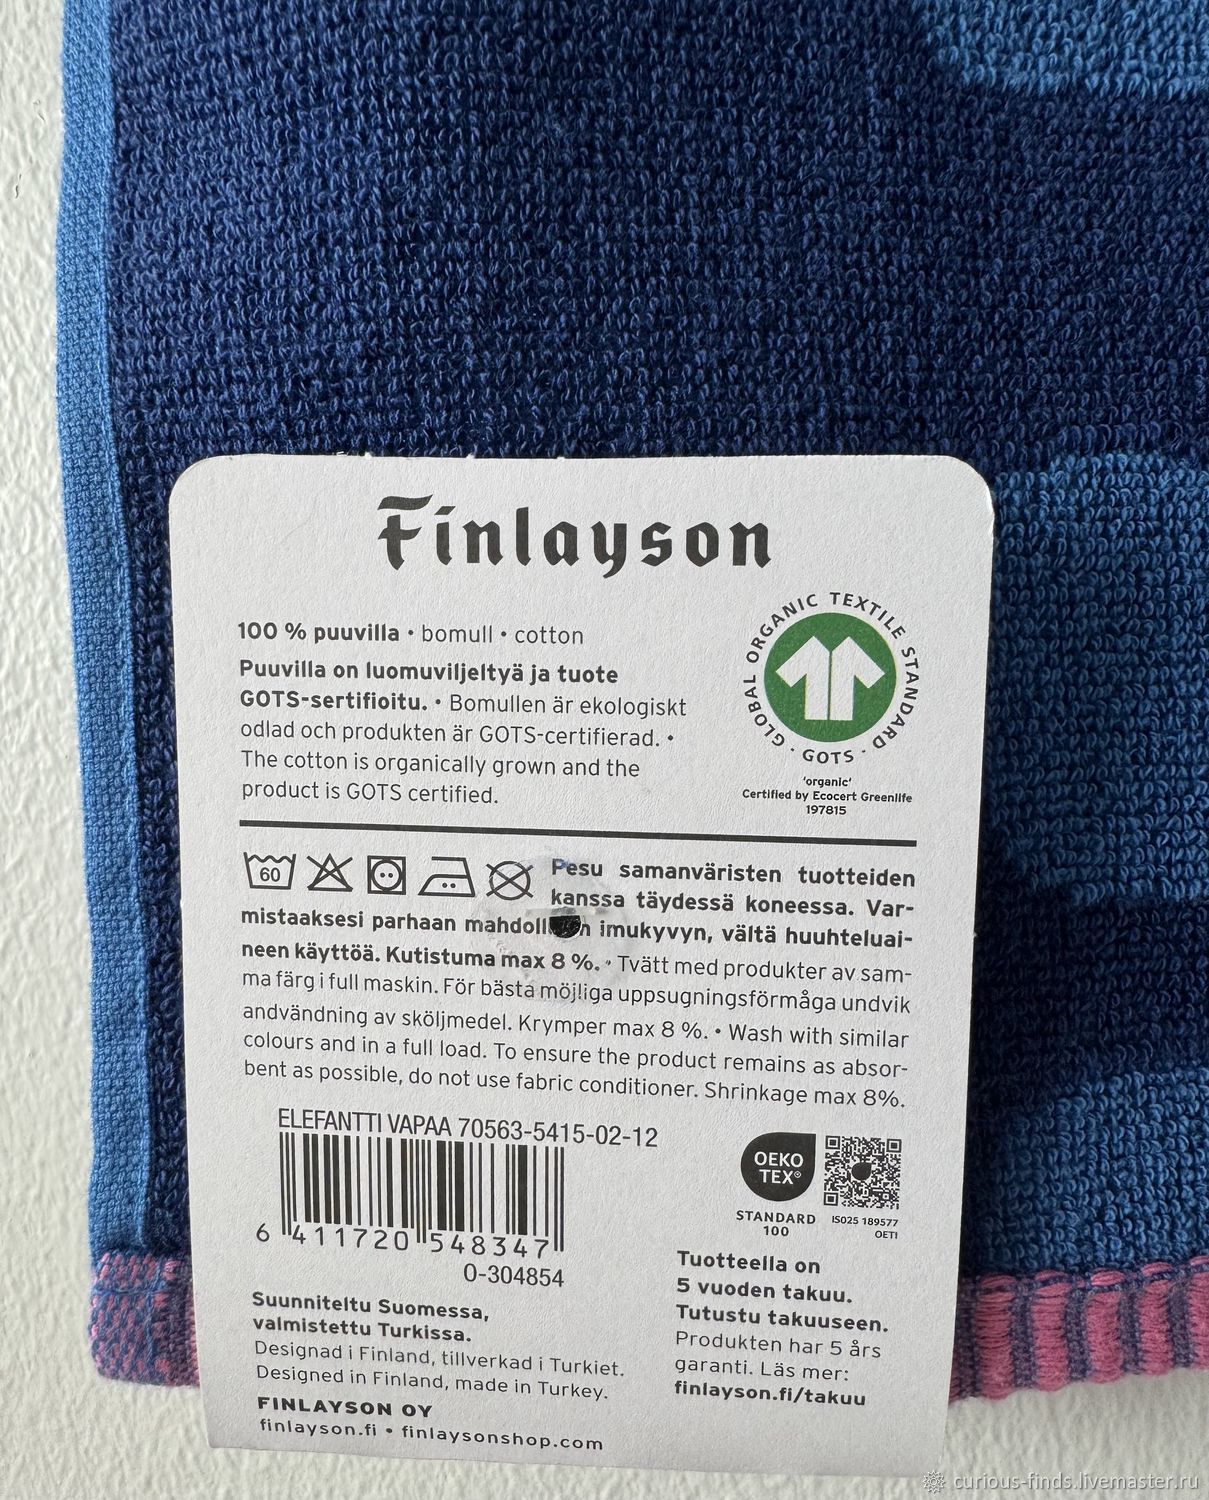 Finlayson
100 % puuvilla • bomull • cotton
Puuvilla on luomuviljeltyä ja tuote
GOTS-sertifioitu. • Bomullen är ekologiskt
odlad och produkten är GOTS-certifierad. •
The cotton is organically grown and the
product is GOTS certified.
GLOBAL ORGANIC TEXTILE STANDARD
· GOTS ·
'organic'
Certified by Ecocert Greenlife
197815
60
Pesu samanväristen tuotteiden
kanssa täydessä koneessa. Var-
mistaaksesi parhaan imukyvyn, vältä huuhteluai-
neen käyttöä. Kutistuma max 8 %. • Tvätt med produkter av sam-
ma färg i full maskin. För bästa möjliga uppsugningsförmåga undvik
andvändning av sköljmedel. Krymper max 8 %. • Wash with similar
colours and in a full load. To ensure the product remains as absor-
bent as possible, do not use fabric conditioner. Shrinkage max 8%.
ELEFANTTI VAPAA 70563-5415-02-12
6 411720 548347
0-304854
OEKO
TEX®
STANDARD
100
IS025 189577
OETI
Suunniteltu Suomessa,
valmistettu Turkissa.
Designad i Finland, tillverkad i Turkiet.
Designed in Finland, made in Turkey.
FINLAYSON OY
finlayson.fi • finlaysonshop.com
Tuotteella on
5 vuoden takuu.
Tutustu takuuseen.
Produkten har 5 års
garanti. Läs mer:
finlayson.fi/takuu
curious-finds.livemaster.ru